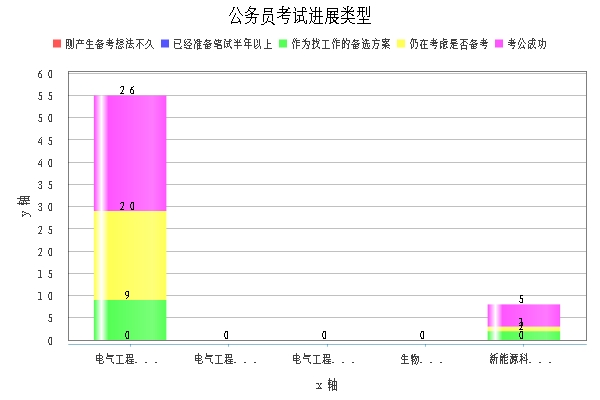 公务员考试进展类型
刚产生备考想法不久 已经准备笔试半年以上 作为找工作的备选方案 仍在考虑是否备考 考公成功
60
55
50
45
40
35
30
25
20
15
10
5
0
y轴
26
20
9
0
0
0
0
5
1
2
0
电气工程...
电气工程...
电气工程...
生物...
新能源科...
x轴